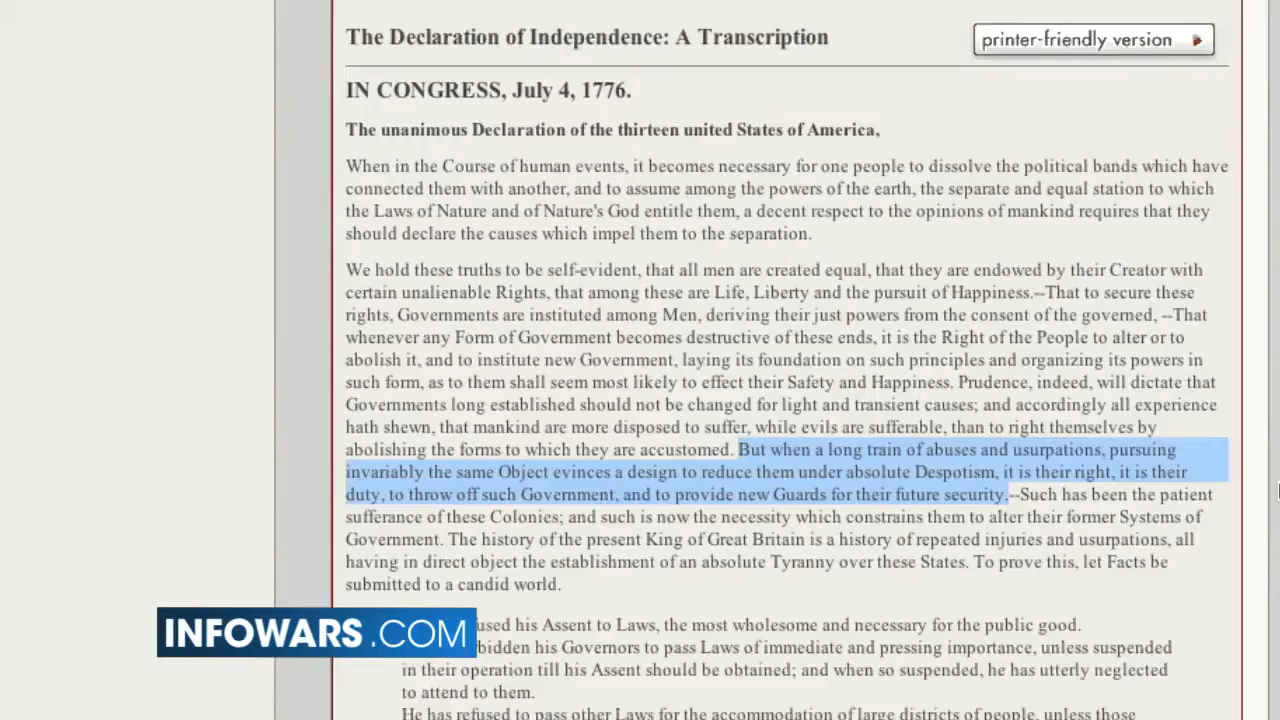 The Declaration of Independence: A Transcription
printer-friendly version
IN CONGRESS, July 4, 1776.
The unanimous Declaration of the thirteen united States of America,
When in the Course of human events, it becomes necessary for one people to dissolve the political bands which have
connected them with another, and to assume among the powers of the earth, the separate and equal station to which
the Laws of Nature and of Nature's God entitle them, a decent respect to the opinions of mankind requires that they
should declare the causes which impel them to the separation.
We hold these truths to be self-evident, that all men are created equal, that they are endowed by their Creator with
certain unalienable Rights, that among these are Life, Liberty and the pursuit of Happiness.--That to secure these
rights, Governments are instituted among Men, deriving their just powers from the consent of the governed, --That
whenever any Form of Government becomes destructive of these ends, it is the Right of the People to alter or to
abolish it, and to institute new Government, laying its foundation on such principles and organizing its powers in
such form, as to them shall seem most likely to effect their Safety and Happiness. Prudence, indeed, will dictate that
Governments long established should not be changed for light and transient causes; and accordingly all experience
hath shewn, that mankind are more disposed to suffer, while evils are sufferable, than to right themselves by
abolishing the forms to which they are accustomed. But when a long train of abuses and usurpations, pursuing
invariably the same Object evinces a design to reduce them under absolute Despotism, it is their right, it is their
duty, to throw off such Government, and to provide new Guards for their future security.--Such has been the patient
sufferance of these Colonies; and such is now the necessity which constrains them to alter their former Systems of
Government. The history of the present King of Great Britain is a history of repeated injuries and usurpations, all
having in direct object the establishment of an absolute Tyranny over these States. To prove this, let Facts be
submitted to a candid world.
used his Assent to Laws, the most wholesome and necessary for the public good.
INFOWARS.COM
bidden his Governors to pass Laws of immediate and pressing importance, unless suspended
in their operation till his Assent should be obtained; and when so suspended, he has utterly neglected
to attend to them.
He has refused to pass other Laws for the accommodation of large districts of people, unless those